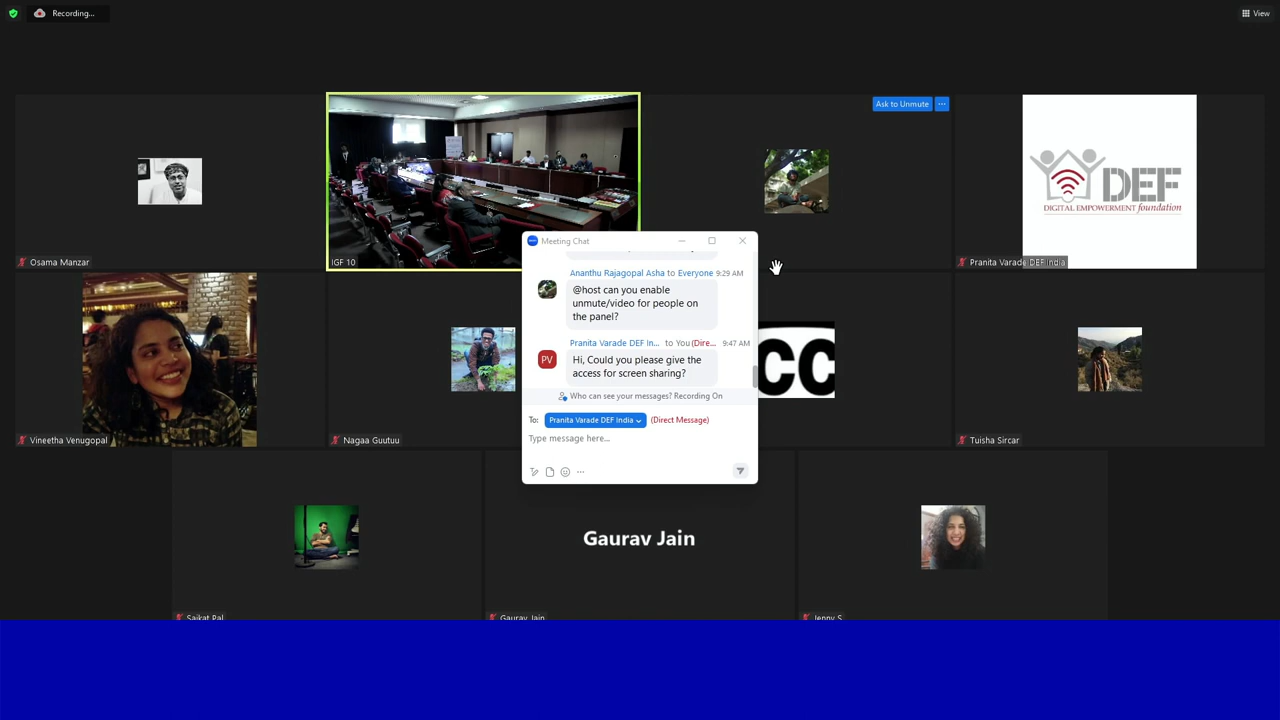 Recording...
View
Ask to Unmute
DEF
DIGITAL EMPOWERMENT foundation
Osama Manzar
IGF 10
Pranita Varade DEF India
Meeting Chat
Ananthu Rajagopal Asha to Everyone 9:29 AM
@host can you enable
unmute/video for people on
the panel?
Pranita Varade DEF In... to You (Dire... 9:47 AM
PV
Hi, Could you please give the
access for screen sharing?
Who can see your messages? Recording On
To: Pranita Varade DEF India (Direct Message)
Type message here...
CC
Vineetha Venugopal
Nagaa Guutuu
Tuisha Sircar
Gaurav Jain
Saikat Pal
Gaurav Jain
Jenny S